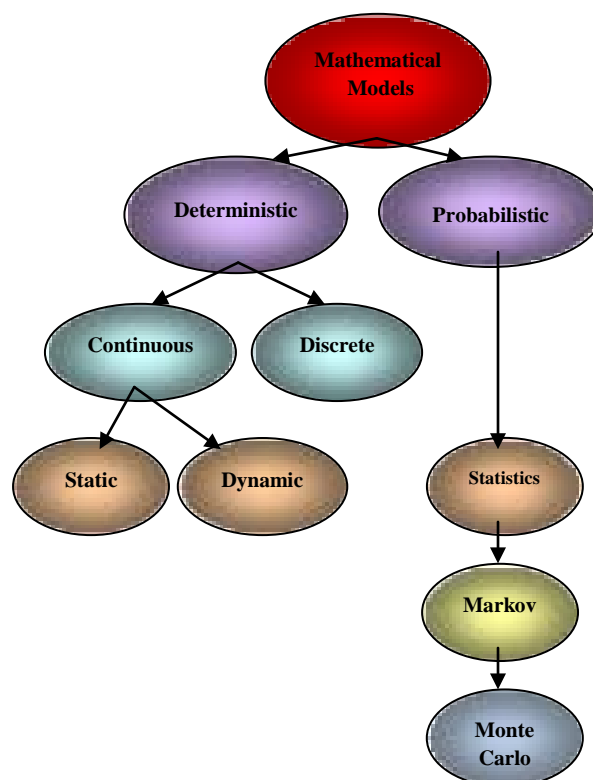 Mathematical
Models
Deterministic
Probabilistic
Continuous
Discrete
Static
Dynamic
Statistics
Markov
Monte
Carlo